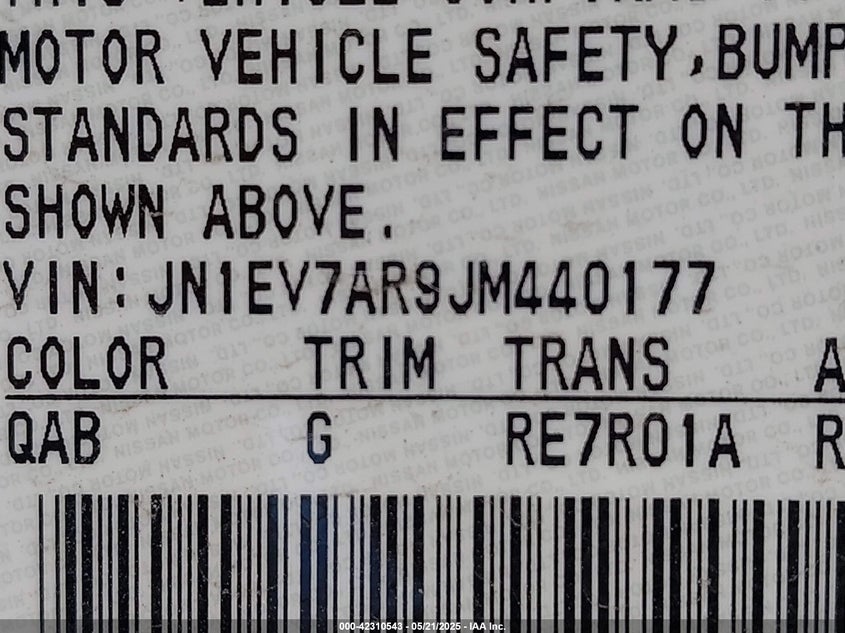 MOTOR VEHICLE SAFETY,BUMP
STANDARDS IN EFFECT ON TH
SHOWN ABOVE.
VIN:JN1EV7AR9JM440177
COLOR TRIM TRANS A
QAB G RE7R01A R
000-42310543 - 05/21/2025 - IAA Inc.